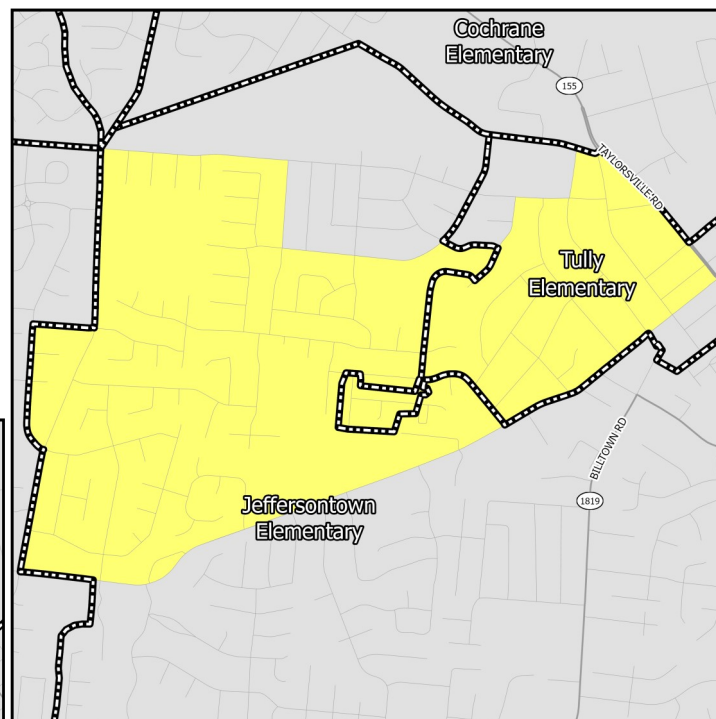 Cochrane
Elementary
155
TAYLORSVILLE RD
Tully
Elementary
BILLTOWN RD
1819
Jeffersontown
Elementary